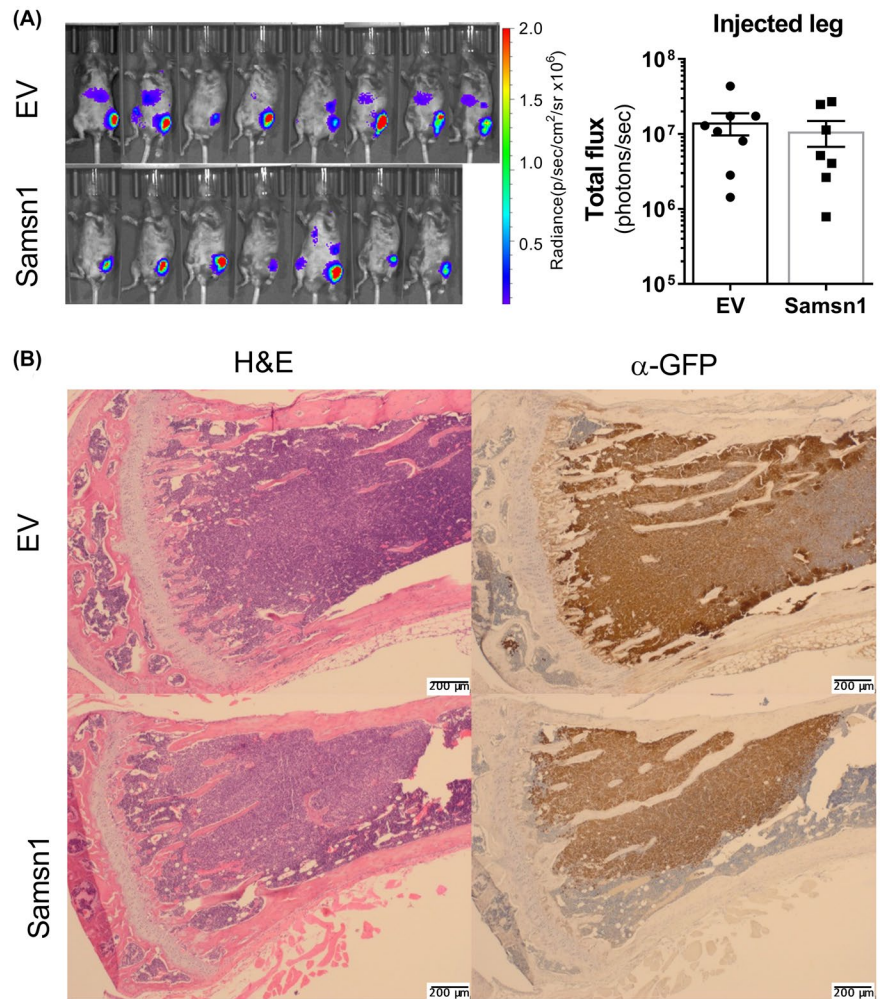 (A)
EV
Samsn1
2.0
1.5
1.0
0.5
Radiance(p/sec/cm²/sr x10⁶)
Injected leg
Total flux
(photons/sec)
10⁸
10⁷
10⁶
10⁵
EV
Samsn1
(B)
H&E
α-GFP
EV
200 µm
200 µm
Samsn1
200 µm
200 µm